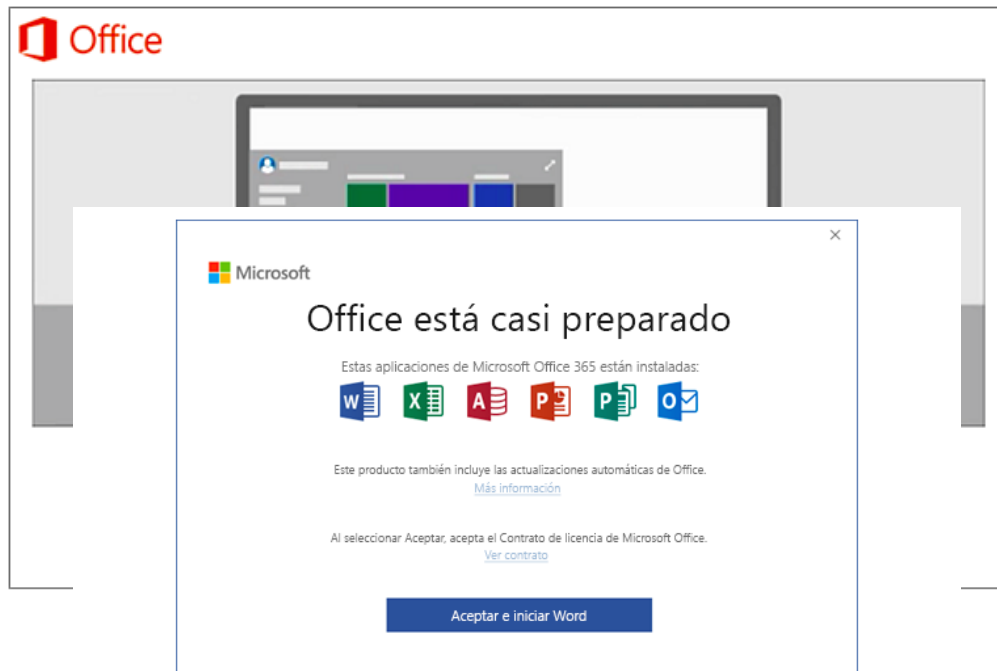 Office
Microsoft
Office está casi preparado
Estas aplicaciones de Microsoft Office 365 están instaladas:
W X A P P O
Este producto también incluye las actualizaciones automáticas de Office.
Más información
Al seleccionar Aceptar, acepta el Contrato de licencia de Microsoft Office.
Ver contrato
Aceptar e iniciar Word